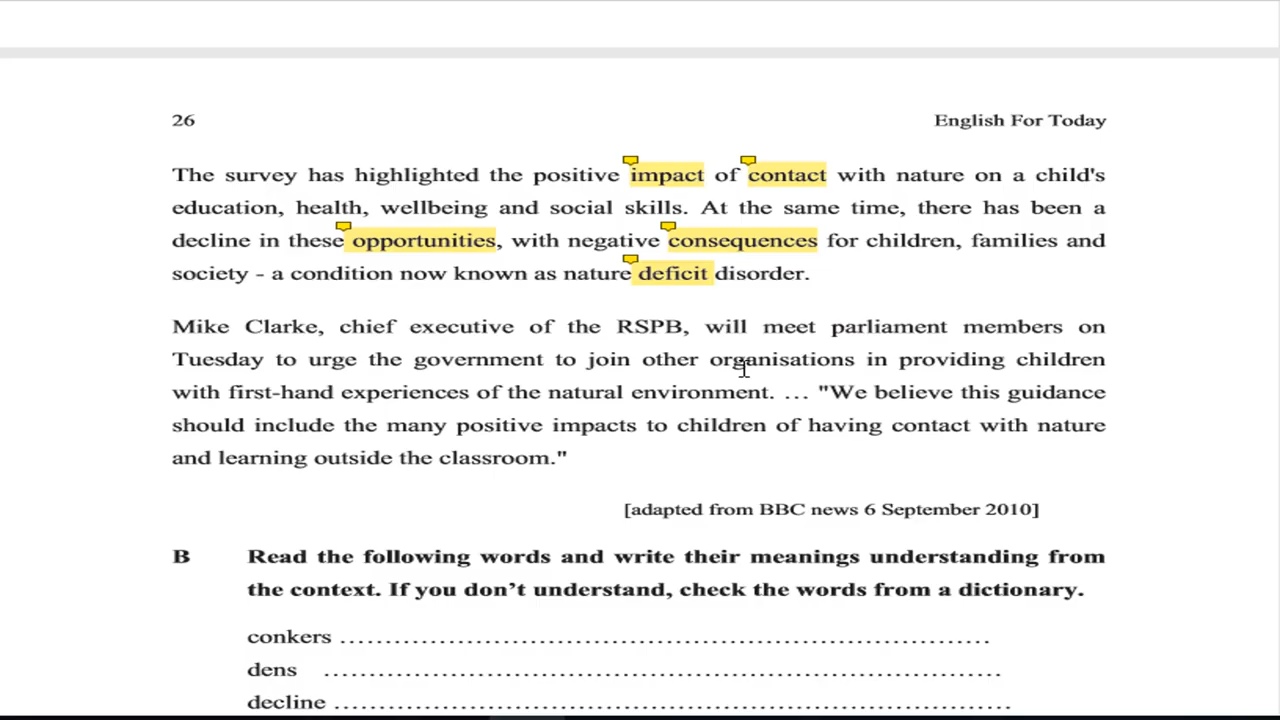 26 English For Today
The survey has highlighted the positive impact of contact with nature on a child's
education, health, wellbeing and social skills. At the same time, there has been a
decline in these opportunities, with negative consequences for children, families and
society - a condition now known as nature deficit disorder.
Mike Clarke, chief executive of the RSPB, will meet parliament members on
Tuesday to urge the government to join other organisations in providing children
with first-hand experiences of the natural environment. … "We believe this guidance
should include the many positive impacts to children of having contact with nature
and learning outside the classroom."
[adapted from BBC news 6 September 2010]
B Read the following words and write their meanings understanding from
the context. If you don’t understand, check the words from a dictionary.
conkers ……………………………………………………………
dens ……………………………………………………………
decline ……………………………………………………………